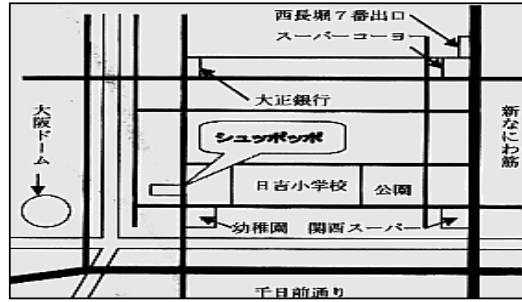 西長堀７番出口
スーパーコーヨ
大正銀行
大阪ドーム
新なにわ筋
シュッポッポ
日吉小学校
公園
幼稚園
関西スーパー
千日前通り